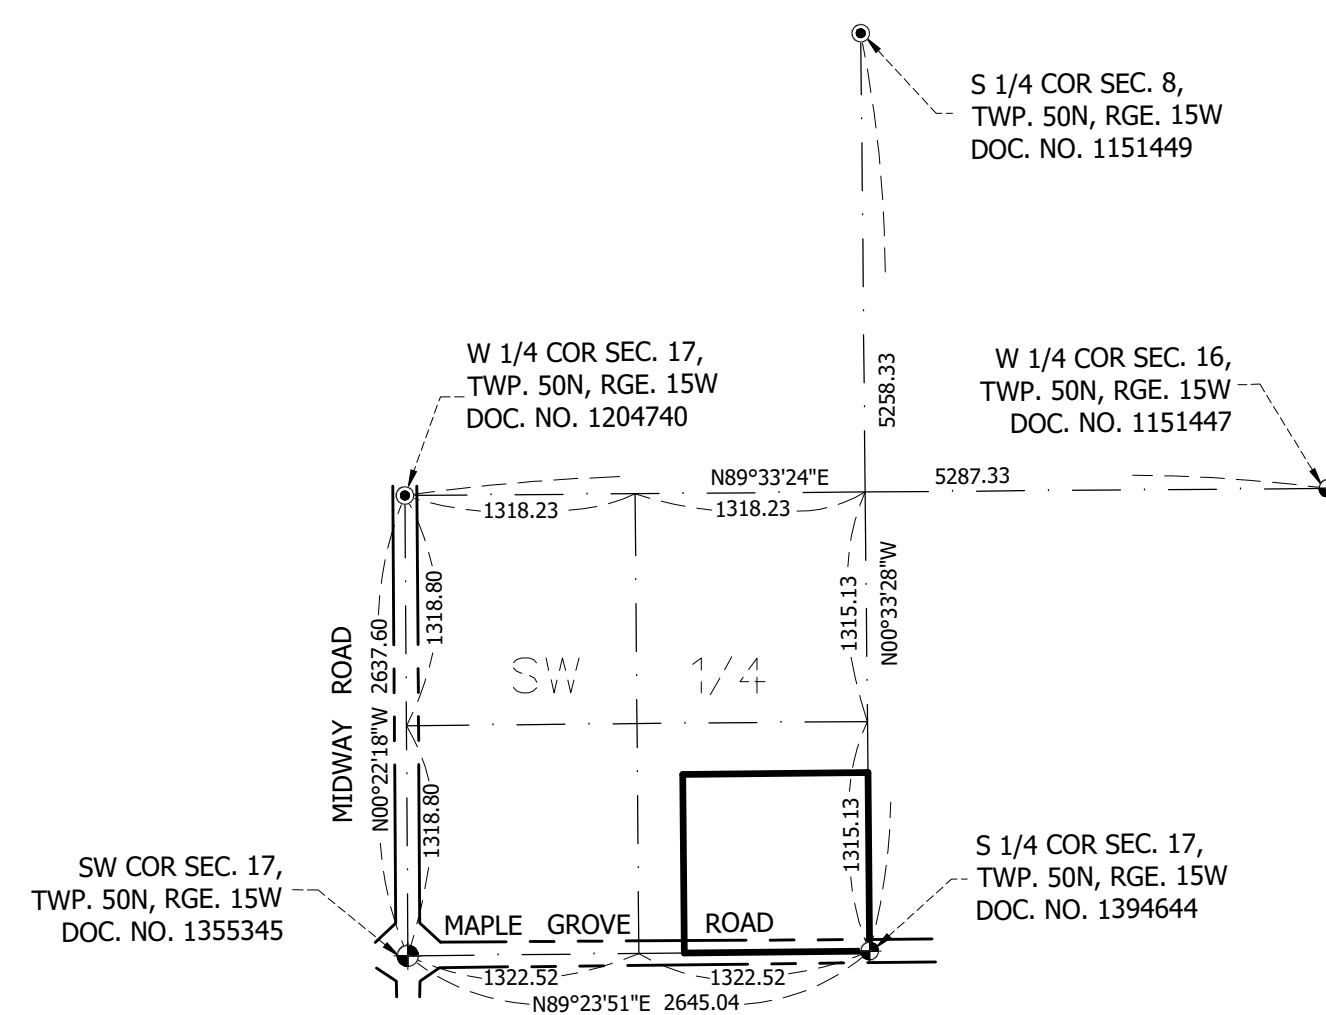 S 1/4 COR SEC. 8,
TWP. 50N, RGE. 15W
DOC. NO. 1151449
W 1/4 COR SEC. 17,
TWP. 50N, RGE. 15W
DOC. NO. 1204740
5258.33
W 1/4 COR SEC. 16,
TWP. 50N, RGE. 15W
DOC. NO. 1151447
N89°33'24"E
5287.33
1318.23
1318.23
MIDWAY ROAD
N00°22'18"W 2637.60
1318.80
1318.80
SW 1/4
1315.13
N00°33'28"W
1315.13
SW COR SEC. 17,
TWP. 50N, RGE. 15W
DOC. NO. 1355345
S 1/4 COR SEC. 17,
TWP. 50N, RGE. 15W
DOC. NO. 1394644
MAPLE GROVE ROAD
1322.52
1322.52
N89°23'51"E 2645.04